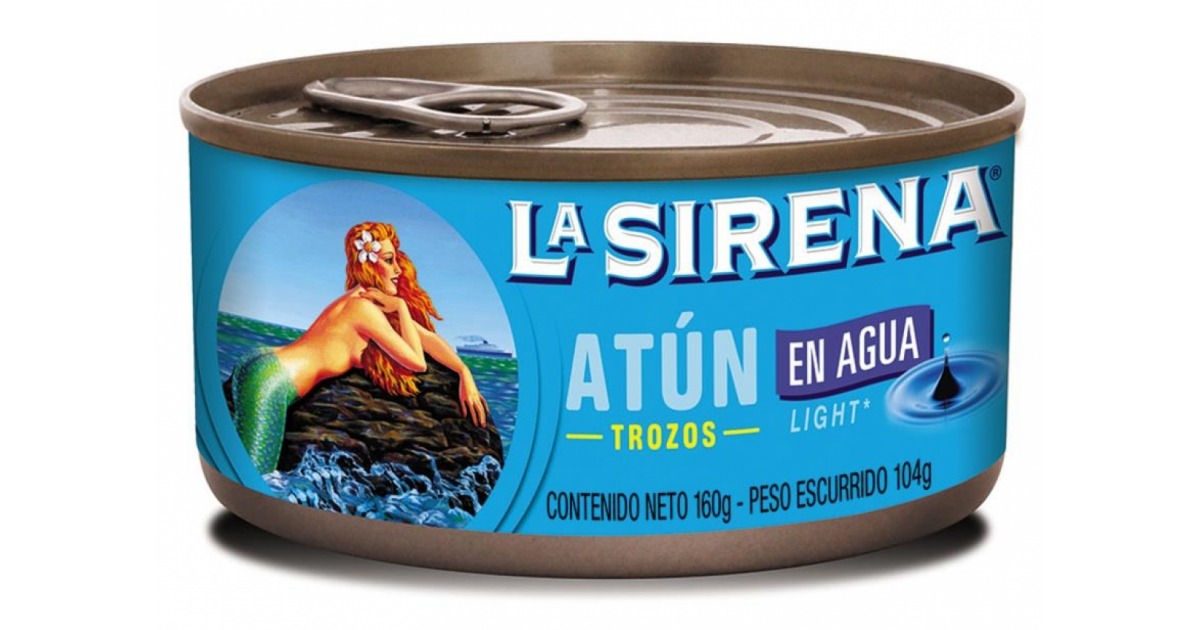 LA SIRENA®
ATÚN
EN AGUA
TROZOS
LIGHT*
CONTENIDO NETO 160g - PESO ESCURRIDO 104g